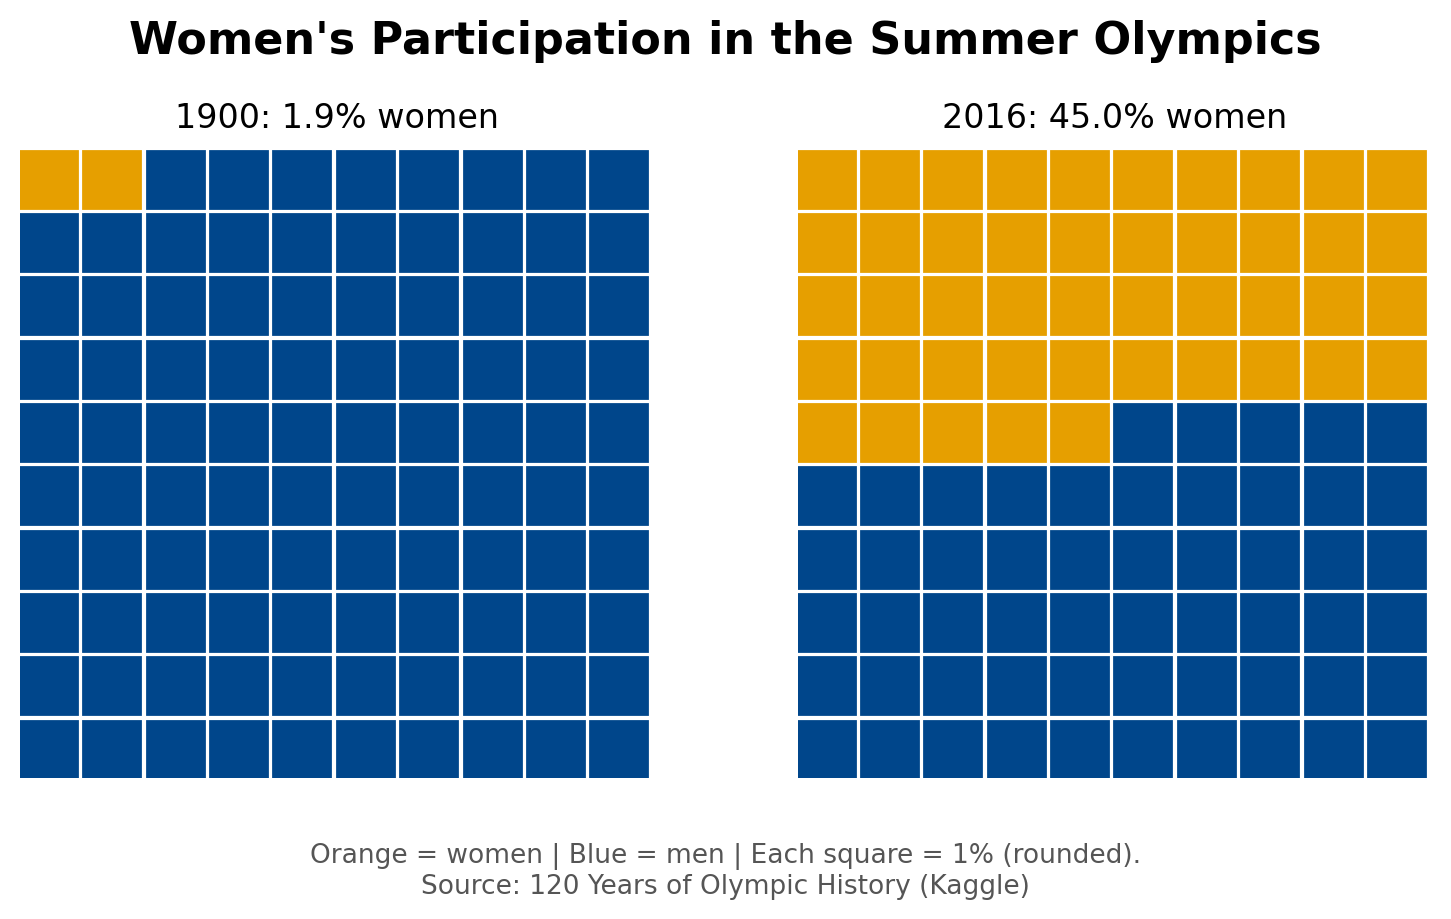 Women's Participation in the Summer Olympics
1900: 1.9% women
2016: 45.0% women
Orange = women | Blue = men | Each square = 1% (rounded).
Source: 120 Years of Olympic History (Kaggle)